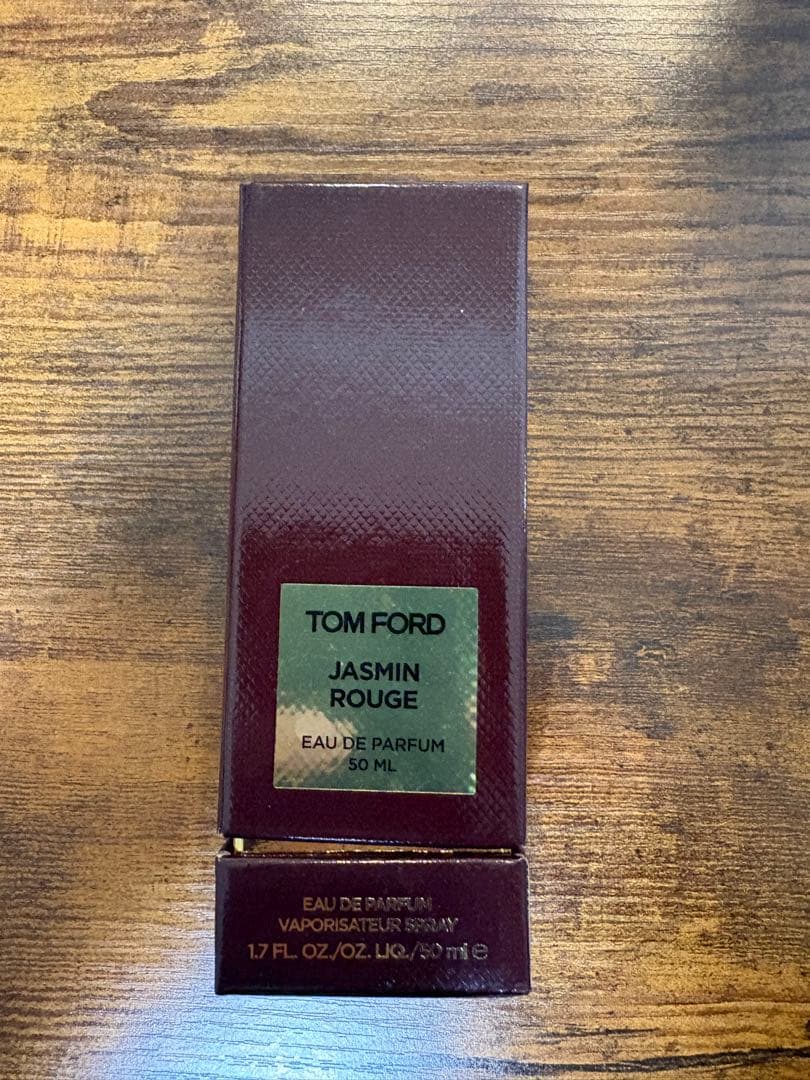 TOM FORD
JASMIN
ROUGE
EAU DE PARFUM
50 ML
EAU DE PARFUM
VAPORISATEUR SPRAY
1.7 FL. OZ./OZ. LIQ./50 ml ℮